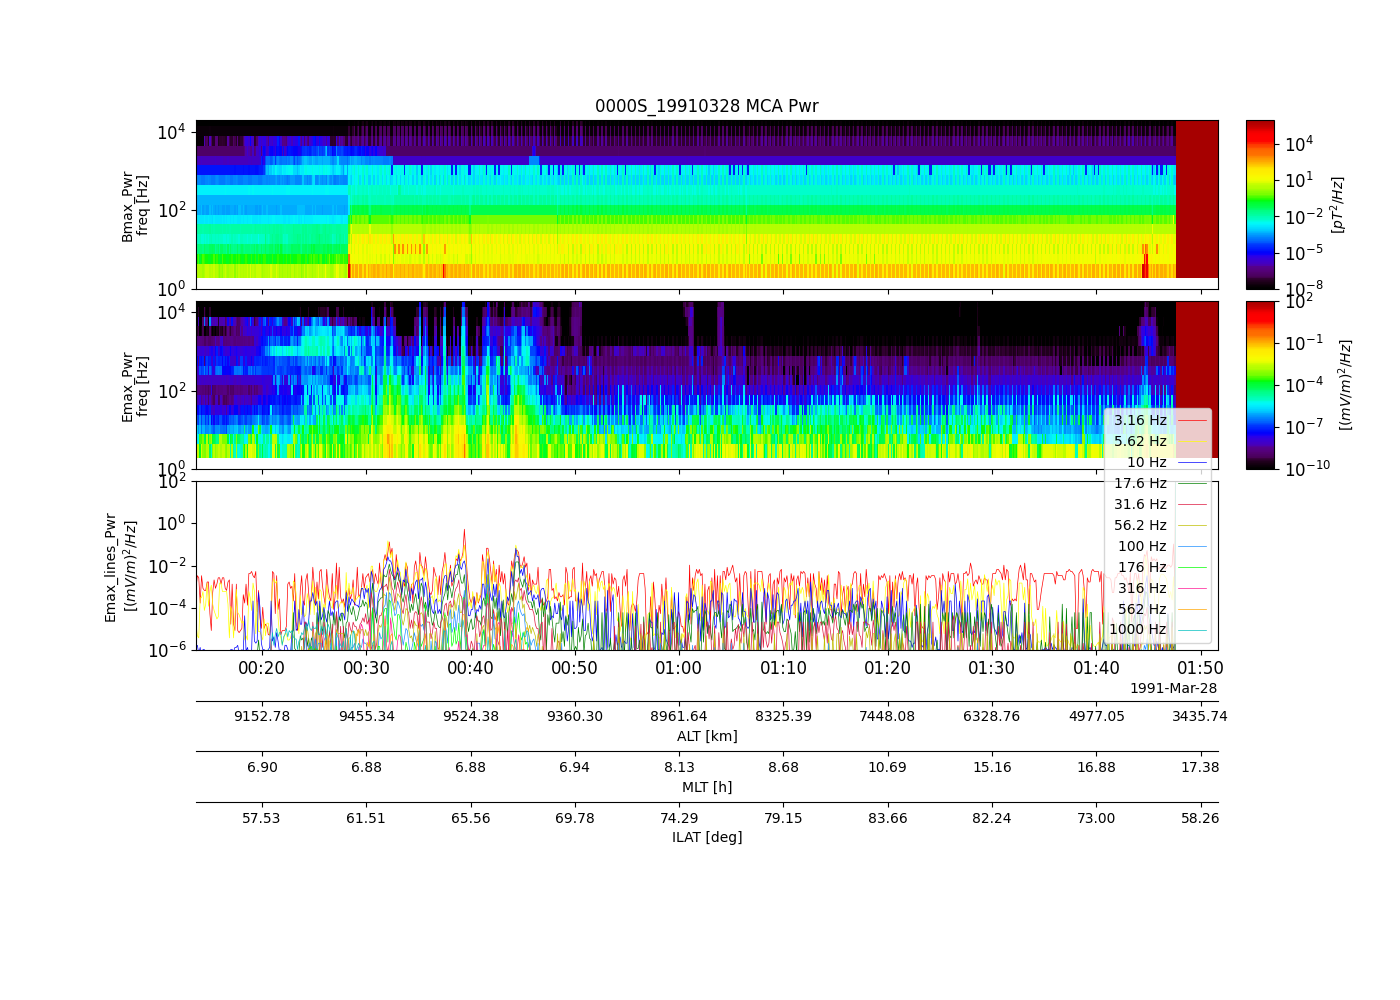 0000S_19910328 MCA Pwr
10^4
10^2
10^0
Bmax_Pwr
freq [Hz]
10^4
10^1
10^-2
10^-5
10^-8
[pT^2/Hz]
10^4
10^2
10^0
Emax_Pwr
freq [Hz]
10^2
10^-1
10^-4
10^-7
10^-10
[(mV/m)^2/Hz]
10^2
10^0
10^-2
10^-4
10^-6
Emax_lines_Pwr
[(mV/m)^2/Hz]
3.16 Hz
5.62 Hz
10 Hz
17.6 Hz
31.6 Hz
56.2 Hz
100 Hz
176 Hz
316 Hz
562 Hz
1000 Hz
00:20 00:30 00:40 00:50 01:00 01:10 01:20 01:30 01:40 01:50
1991-Mar-28
9152.78 9455.34 9524.38 9360.30 8961.64 8325.39 7448.08 6328.76 4977.05 3435.74
ALT [km]
6.90 6.88 6.88 6.94 8.13 8.68 10.69 15.16 16.88 17.38
MLT [h]
57.53 61.51 65.56 69.78 74.29 79.15 83.66 82.24 73.00 58.26
ILAT [deg]